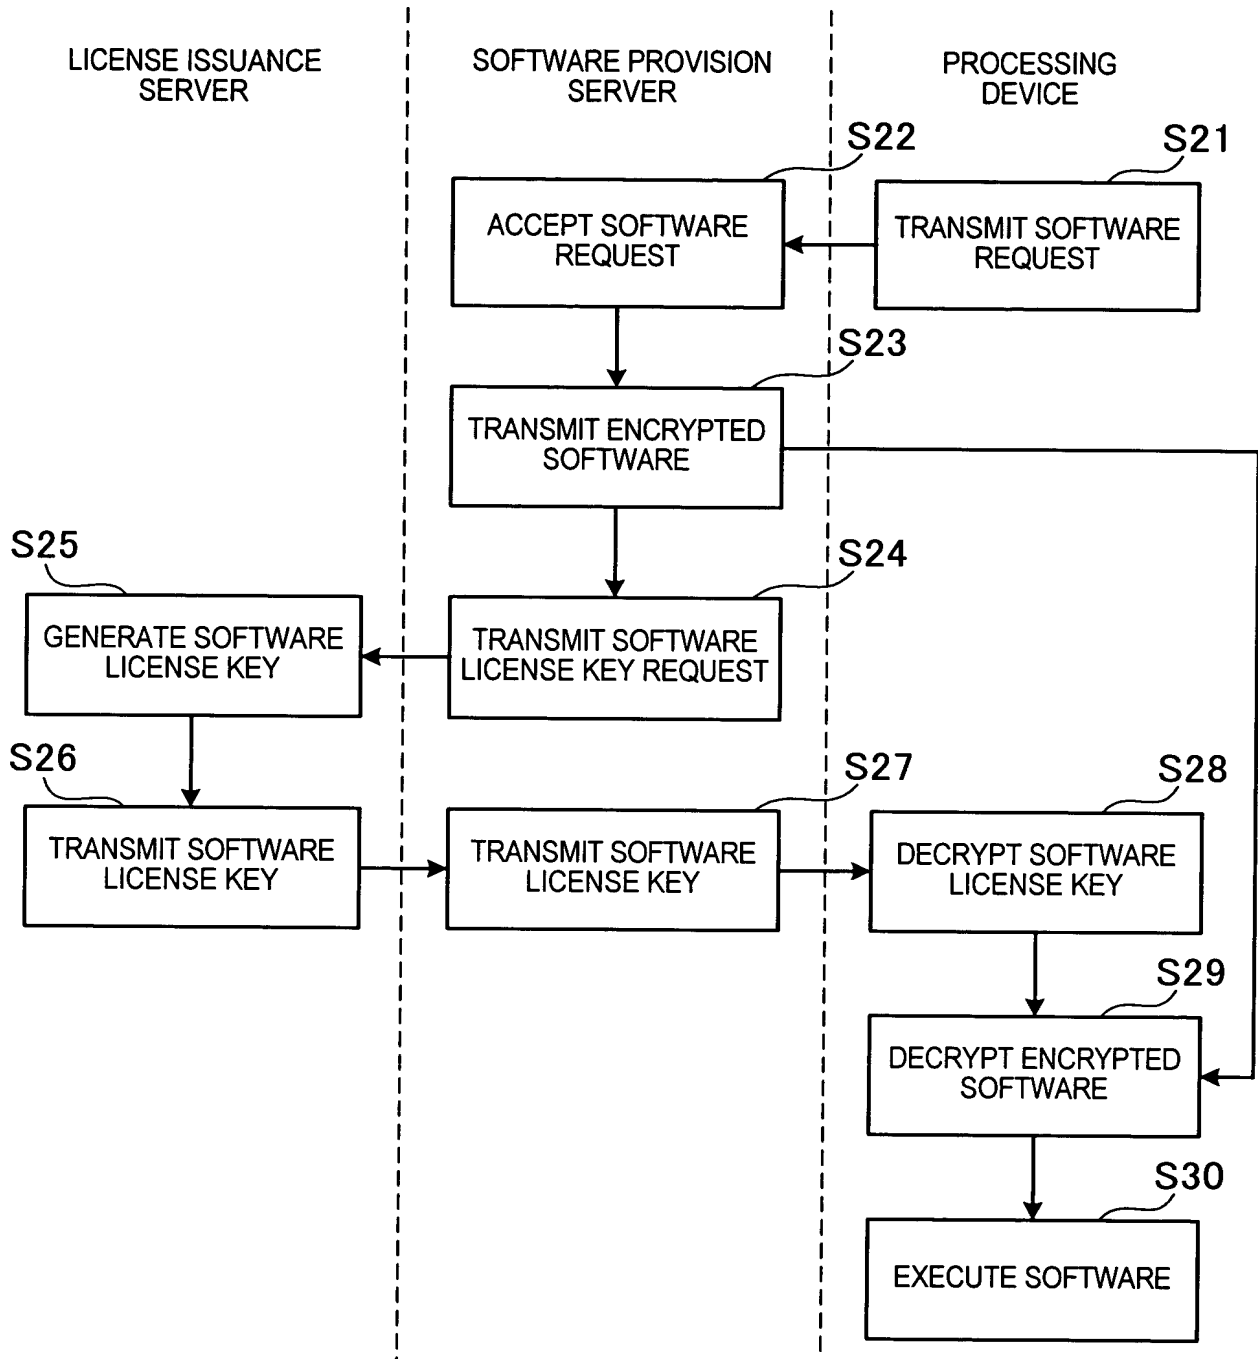 LICENSE ISSUANCE
SERVER
SOFTWARE PROVISION
SERVER
PROCESSING
DEVICE
S22
S21
ACCEPT SOFTWARE
REQUEST
TRANSMIT SOFTWARE
REQUEST
S23
TRANSMIT ENCRYPTED
SOFTWARE
S25
S24
GENERATE SOFTWARE
LICENSE KEY
TRANSMIT SOFTWARE
LICENSE KEY REQUEST
S26
S27
S28
TRANSMIT SOFTWARE
LICENSE KEY
TRANSMIT SOFTWARE
LICENSE KEY
DECRYPT SOFTWARE
LICENSE KEY
S29
DECRYPT ENCRYPTED
SOFTWARE
S30
EXECUTE SOFTWARE